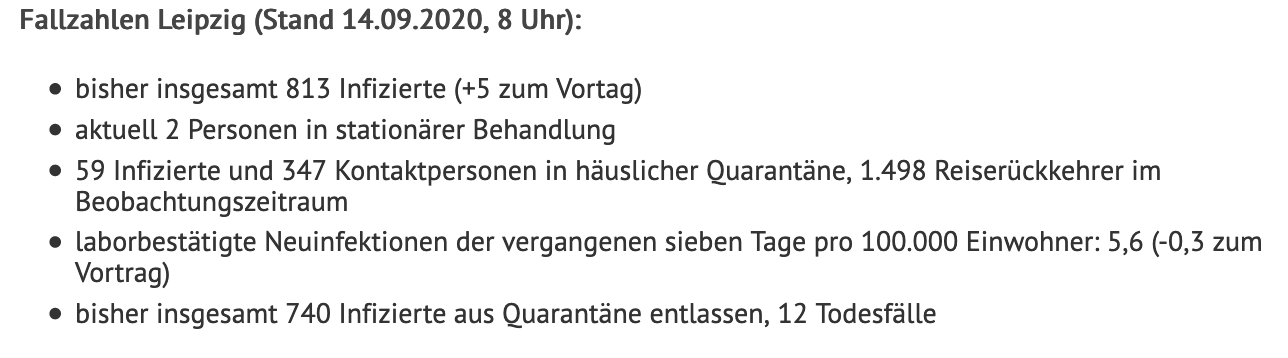 Fallzahlen Leipzig (Stand 14.09.2020, 8 Uhr):
• bisher insgesamt 813 Infizierte (+5 zum Vortag)
• aktuell 2 Personen in stationärer Behandlung
• 59 Infizierte und 347 Kontaktpersonen in häuslicher Quarantäne, 1.498 Reiserückkehrer im
Beobachtungszeitraum
• laborbestätigte Neuinfektionen der vergangenen sieben Tage pro 100.000 Einwohner: 5,6 (-0,3 zum
Vortrag)
• bisher insgesamt 740 Infizierte aus Quarantäne entlassen, 12 Todesfälle